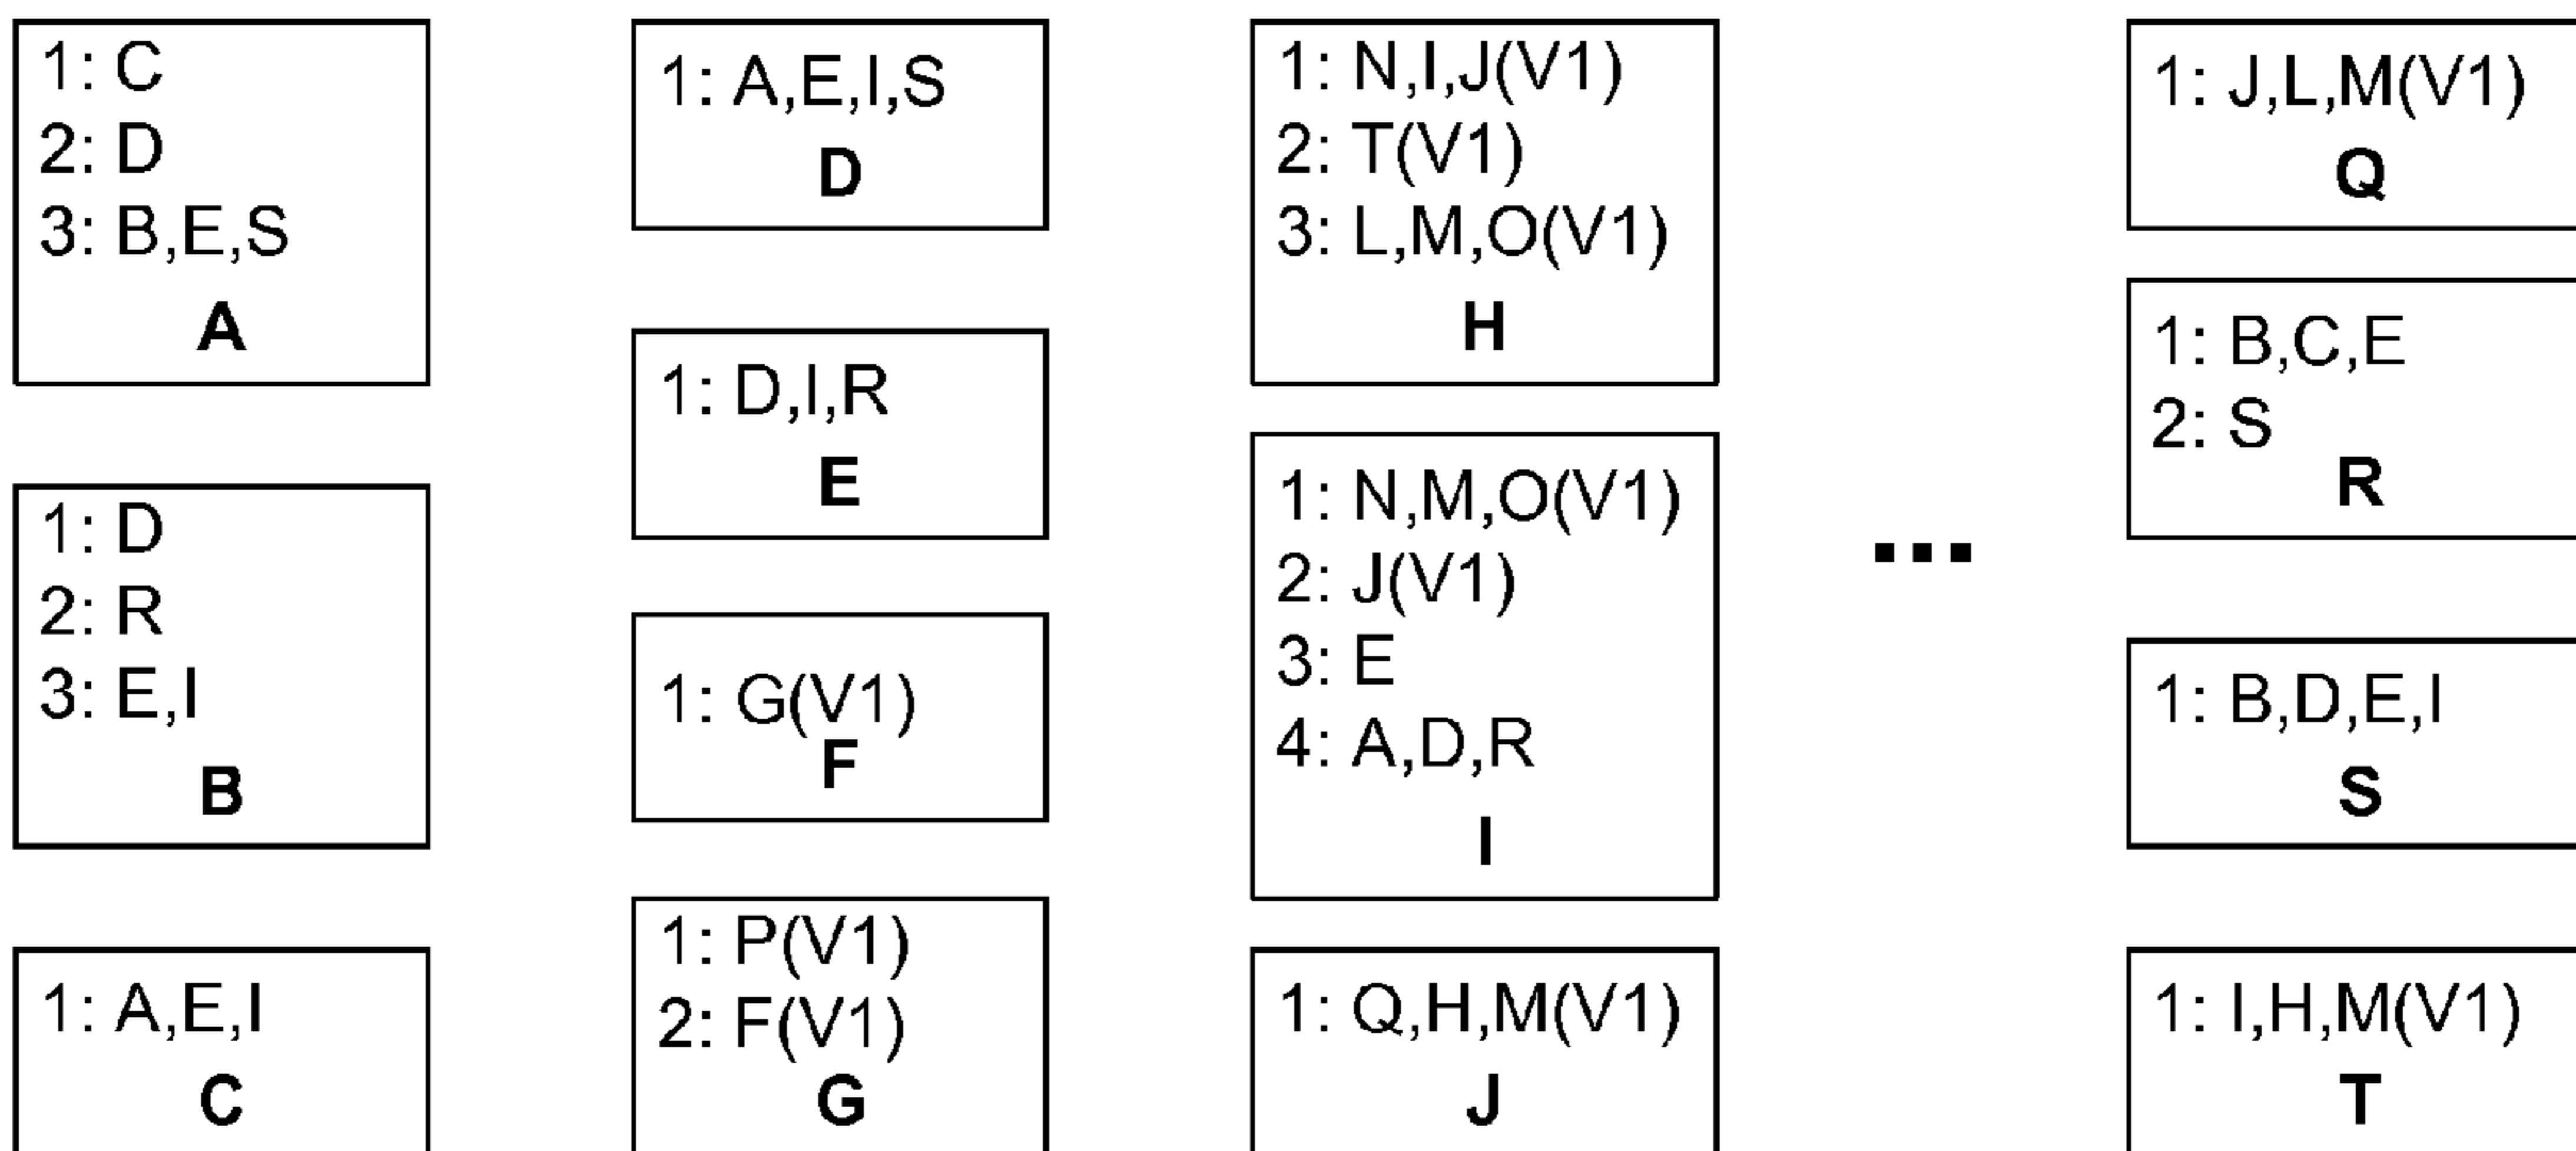 1: C
2: D
3: B,E,S
A
1: D
2: R
3: E,I
B
1: A,E,I
C
1: A,E,I,S
D
1: D,I,R
E
1: G(V1)
F
1: P(V1)
2: F(V1)
G
1: N,I,J(V1)
2: T(V1)
3: L,M,O(V1)
H
1: N,M,O(V1)
2: J(V1)
3: E
4: A,D,R
I
1: Q,H,M(V1)
J
...
1: J,L,M(V1)
Q
1: B,C,E
2: S
R
1: B,D,E,I
S
1: I,H,M(V1)
T